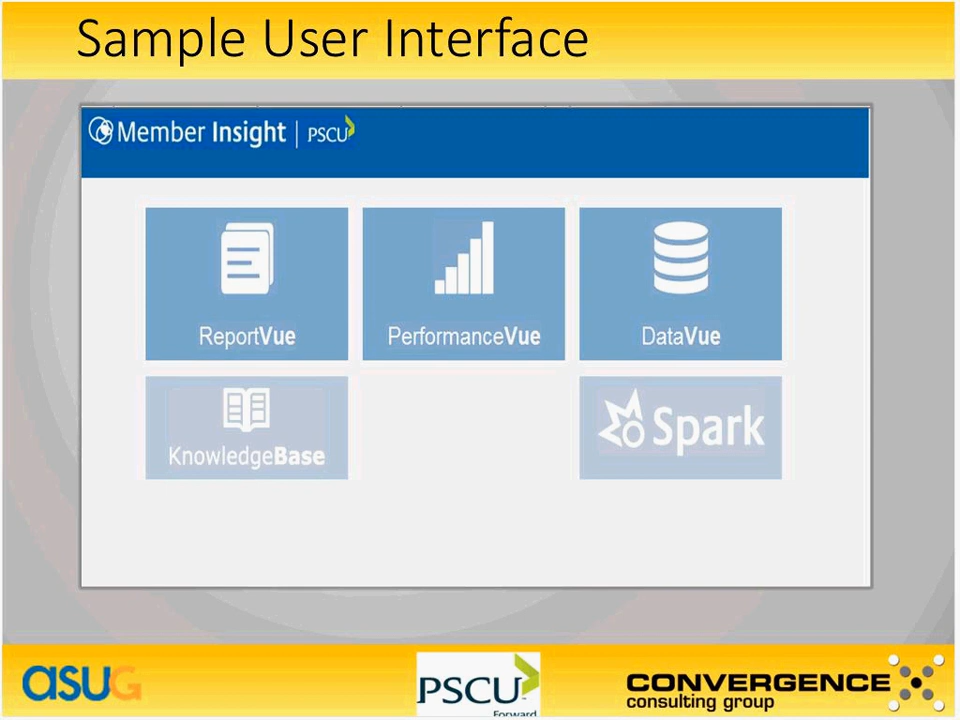 Sample User Interface
Member Insight | PSCU
ReportVue
PerformanceVue
DataVue
KnowledgeBase
Spark
asug
PSCU
Forward
CONVERGENCE
consulting group